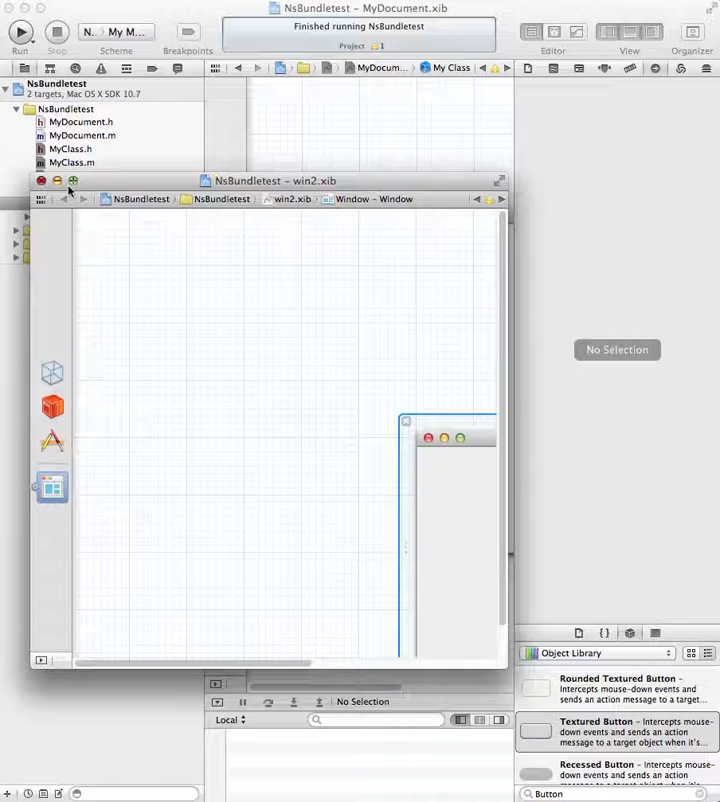 NsBundletest – MyDocument.xib
Finished running NsBundletest
Project 1
Run
Stop
N... My M...
Scheme
Breakpoints
Editor
View
Organizer
NsBundletest
2 targets, Mac OS X SDK 10.7
MyDocum...
My Class
NsBundletest
MyDocument.h
MyDocument.m
MyClass.h
MyClass.m
NsBundletest – win2.xib
NsBundletest
NsBundletest
win2.xib
Window – Window
No Selection
Object Library
Rounded Textured Button –
Intercepts mouse-down events and
sends an action message to a target...
Textured Button – Intercepts mouse-
down events and sends an action
message to a target object when it's...
Recessed Button – Intercepts mouse-
down events and sends an action
Button
No Selection
Local